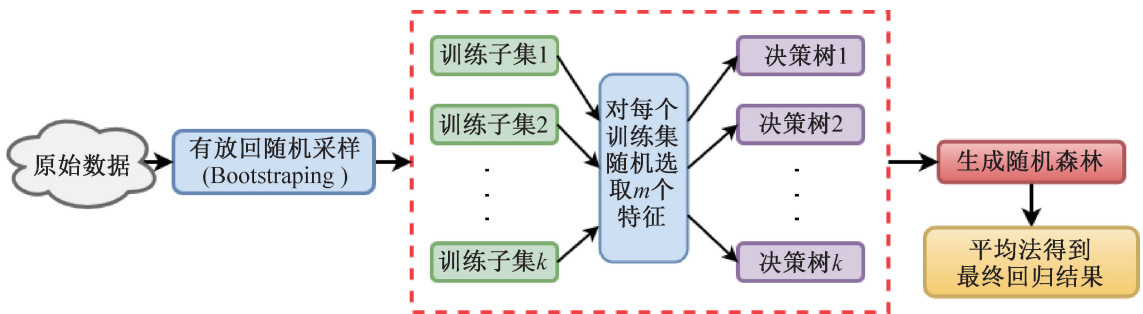 原始数据
有放回随机采样
(Bootstraping )
训练子集1
训练子集2
训练子集k
对每个
训练集
随机选
取m个
特征
决策树1
决策树2
决策树k
生成随机森林
平均法得到
最终回归结果